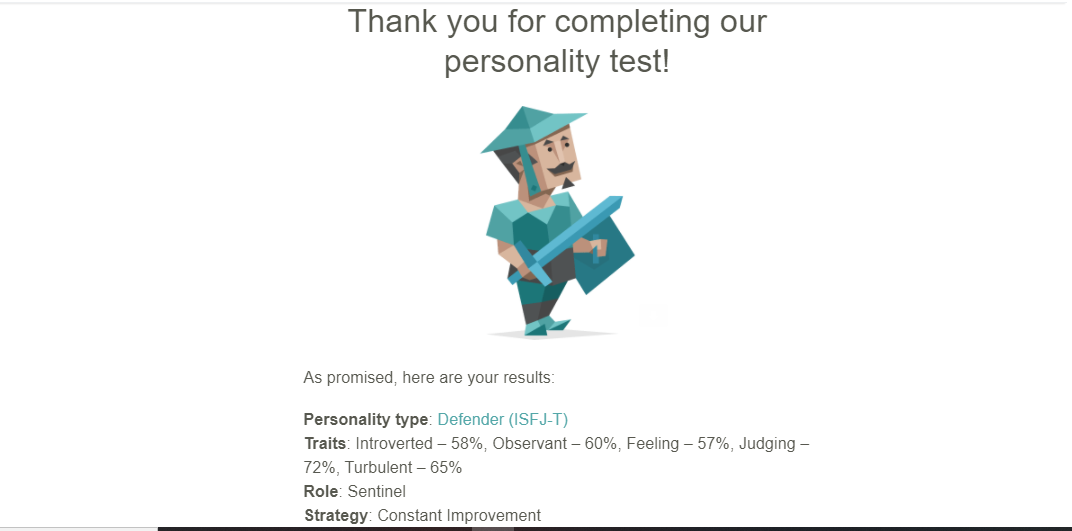 Thank you for completing our
personality test!
As promised, here are your results:
Personality type: Defender (ISFJ-T)
Traits: Introverted – 58%, Observant – 60%, Feeling – 57%, Judging –
72%, Turbulent – 65%
Role: Sentinel
Strategy: Constant Improvement